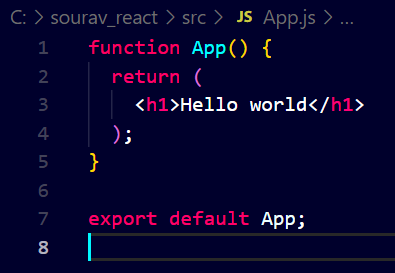 C: > sourav_react > src > JS App.js > ...
1 function App() {
2   return (
3     <h1>Hello world</h1>
4   );
5 }
6
7 export default App;
8